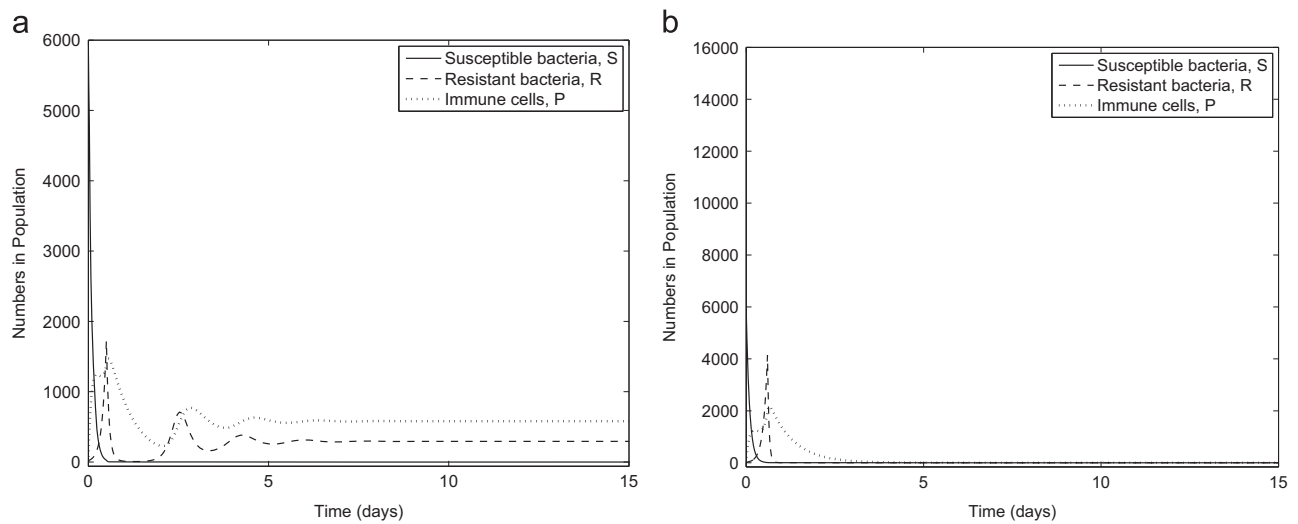 a
6000
5000
4000
3000
2000
1000
0
0 5 10 15
Numbers in Population
Time (days)
Susceptible bacteria, S
Resistant bacteria, R
Immune cells, P
b
16000
14000
12000
10000
8000
6000
4000
2000
0
0 5 10 15
Numbers in Population
Time (days)
Susceptible bacteria, S
Resistant bacteria, R
Immune cells, P